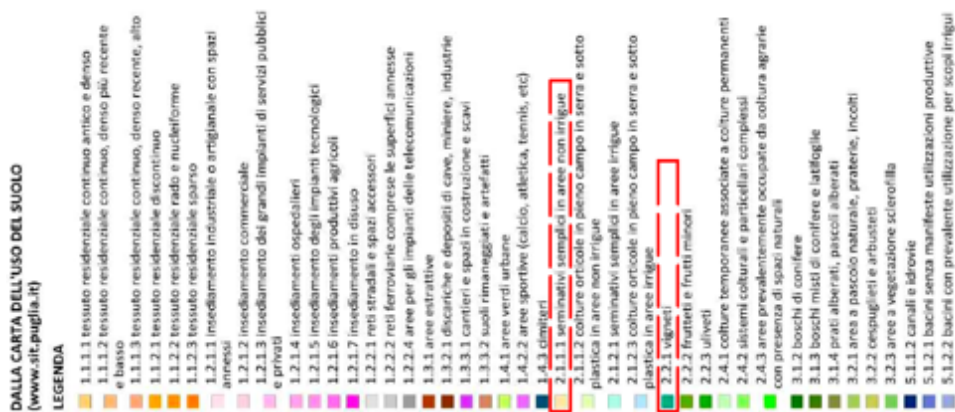 DALLA CARTA DELL'USO DEL SUOLO
(www.sit.puglia.it)
LEGENDA
1.1.1.1 tessuto residenziale continuo antico e denso
1.1.1.2 tessuto residenziale continuo, denso più recente
e basso
1.1.1.3 tessuto residenziale continuo, denso recente, alto
1.1.2.1 tessuto residenziale discontinuo
1.1.2.2 tessuto residenziale rado e nucleiforme
1.1.2.3 tessuto residenziale sparso
1.2.1.1 insediamento industriale o artigianale con spazi
annessi
1.2.1.2 insediamento commerciale
1.2.1.3 insediamento dei grandi impianti di servizi pubblici
e privati
1.2.1.4 insediamenti ospedalieri
1.2.1.5 insediamento degli impianti tecnologici
1.2.1.6 insediamenti produttivi agricoli
1.2.1.7 insediamento in disuso
1.2.2.1 reti stradali e spazi accessori
1.2.2.2 reti ferroviarie comprese le superfici annesse
1.2.2.4 aree per gli impianti delle telecomunicazioni
1.3.1 aree estrattive
1.3.2.1 discariche e depositi di cave, miniere, industrie
1.3.3.1 cantieri e spazi in costruzione e scavi
1.3.3.2 suoli rimaneggiati e artefatti
1.4.1 aree verdi urbane
1.4.2.2 aree sportive (calcio, atletica, tennis, etc)
1.4.3 cimiteri
2.1.1.1 seminativi semplici in aree non irrigue
2.1.1.2 colture orticole in pieno campo in serra e sotto
plastica in aree non irrigue
2.1.2.1 seminativi semplici in aree irrigue
2.1.2.3 colture orticole in pieno campo in serra e sotto
plastica in aree irrigue
2.2.1 vigneti
2.2.2 frutteti e frutti minori
2.2.3 uliveti
2.4.1 colture temporanee associate a colture permanenti
2.4.2 sistemi colturali e particellari complessi
2.4.3 aree prevalentemente occupate da coltura agrarie
con presenza di spazi naturali
3.1.2 boschi di conifere
3.1.3 boschi misti di conifere e latifoglie
3.1.4 prati alberati, pascoli alberati
3.2.1 area a pascolo naturale, praterie, incolti
3.2.2 cespuglieti e arbusteti
3.2.3 aree a vegetazione sclerofilla
5.1.1.2 canali e idrovie
5.1.2.1 bacini senza manifeste utilizzazioni produttive
5.1.2.2 bacini con prevalente utilizzazione per scopi irrigui